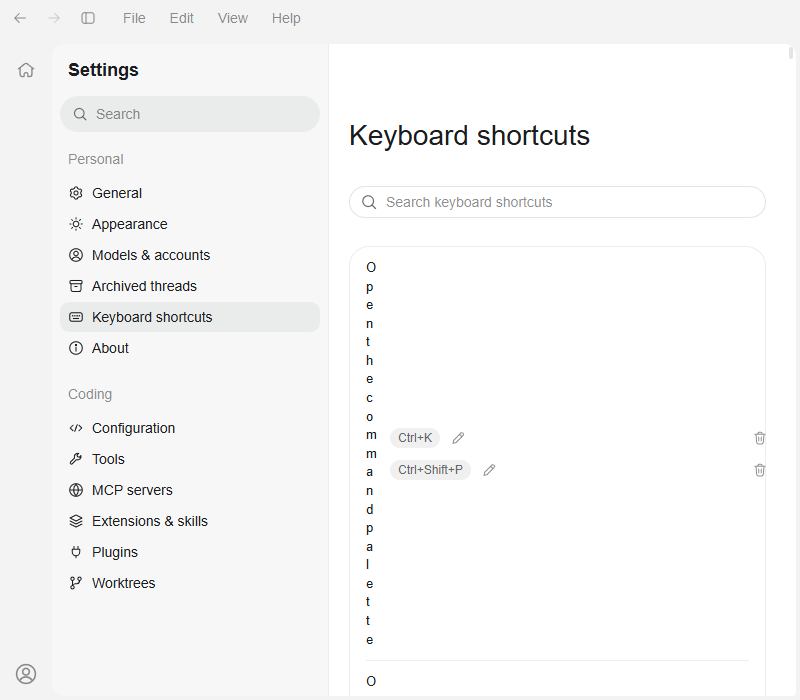 File Edit View Help
Settings
Search
Personal
General
Appearance
Models & accounts
Archived threads
Keyboard shortcuts
About
Coding
Configuration
Tools
MCP servers
Extensions & skills
Plugins
Worktrees
Keyboard shortcuts
Search keyboard shortcuts
O
p
e
n
t
h
e
c
o
m
m
a
n
d
p
a
l
e
t
t
e
Ctrl+K
Ctrl+Shift+P
O